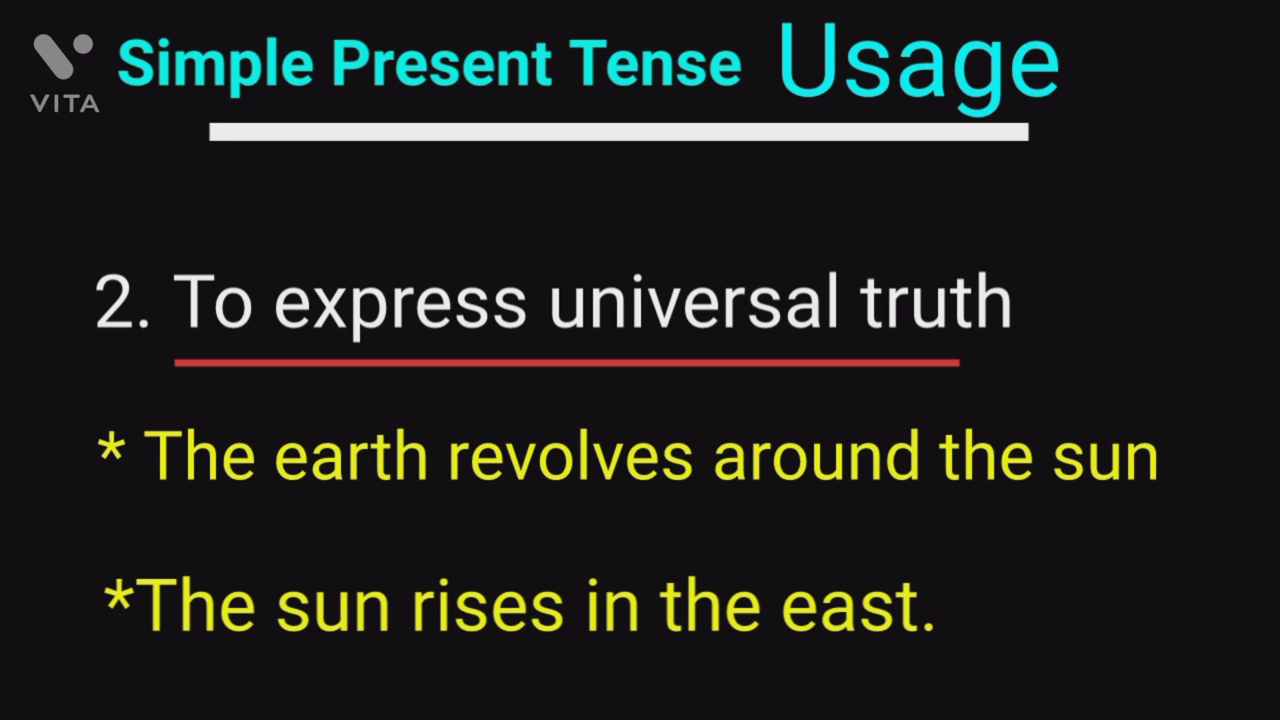 VITA
Simple Present Tense Usage
2. To express universal truth
* The earth revolves around the sun
*The sun rises in the east.